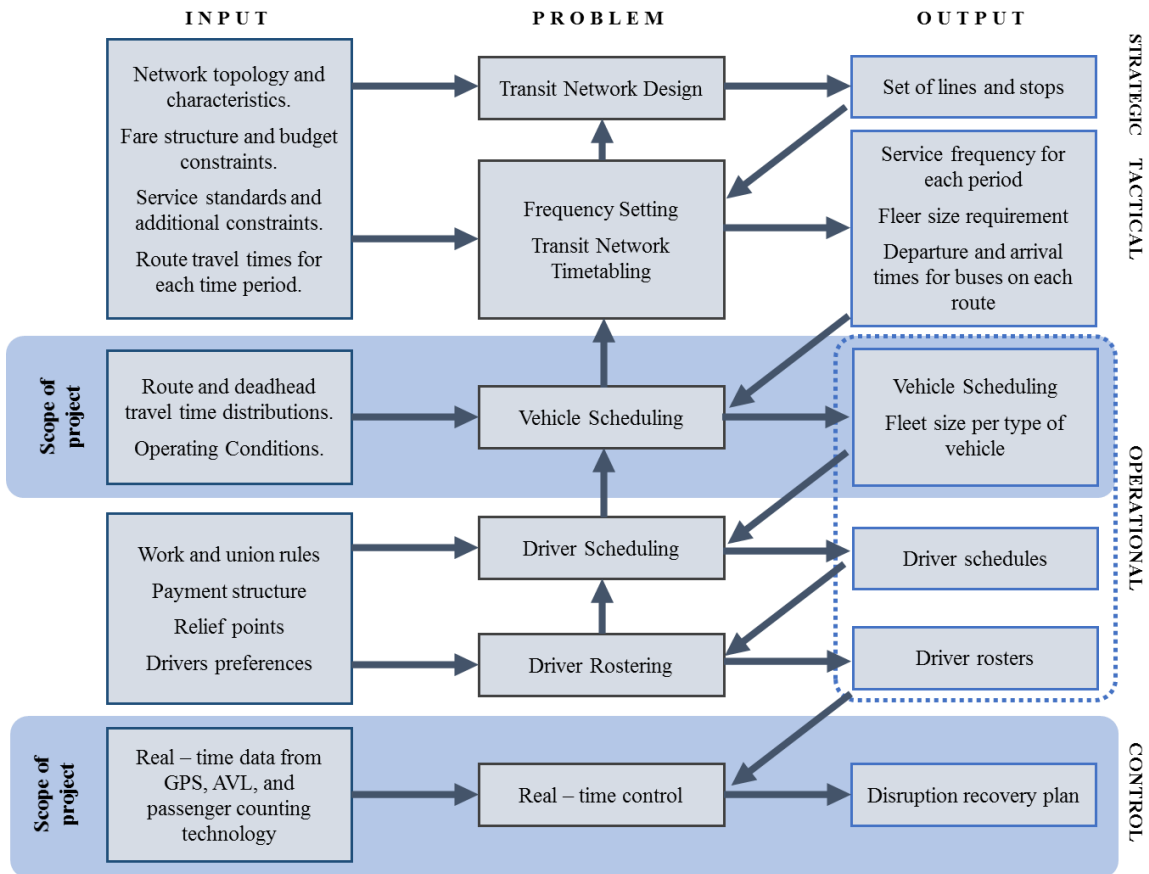 INPUT
PROBLEM
OUTPUT
Network topology and
characteristics.
Fare structure and budget
constraints.
Service standards and
additional constraints.
Route travel times for
each time period.
Transit Network Design
Set of lines and stops
STRATEGIC
Frequency Setting
Transit Network
Timetabling
Service frequency for
each period
Fleer size requirement
Departure and arrival
times for buses on each
route
TACTICAL
Scope of
project
Route and deadhead
travel time distributions.
Operating Conditions.
Vehicle Scheduling
Vehicle Scheduling
Fleet size per type of
vehicle
OPERATIONAL
Work and union rules
Payment structure
Relief points
Drivers preferences
Driver Scheduling
Driver schedules
Driver Rostering
Driver rosters
Scope of
project
Real – time data from
GPS, AVL, and
passenger counting
technology
Real – time control
Disruption recovery plan
CONTROL